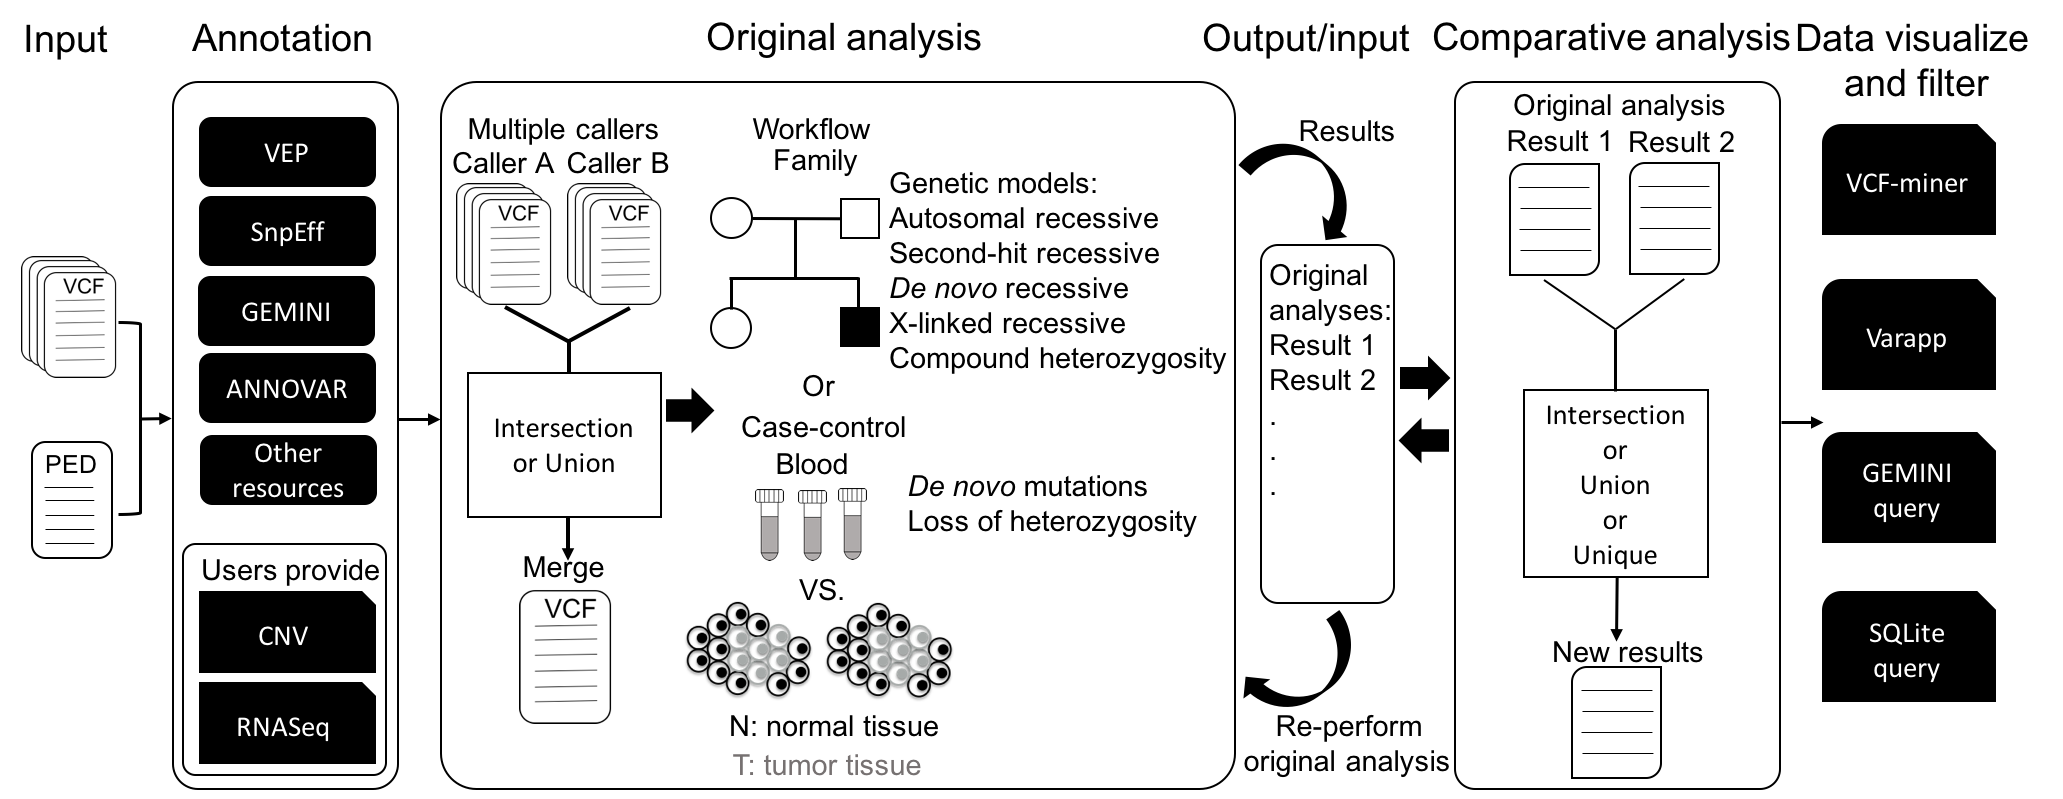 Input
Annotation
Original analysis
Output/input
Comparative analysis
Data visualize
and filter
VCF
PED
VEP
SnpEff
GEMINI
ANNOVAR
Other
resources
Users provide
CNV
RNASeq
Multiple callers
Caller A
Caller B
VCF
VCF
Intersection
or Union
Merge
VCF
Workflow
Family
Genetic models:
Autosomal recessive
Second-hit recessive
De novo recessive
X-linked recessive
Compound heterozygosity
Or
Case-control
Blood
De novo mutations
Loss of heterozygosity
VS.
N: normal tissue
T: tumor tissue
Results
Original
analyses:
Result 1
Result 2
.
.
.
Re-perform
original analysis
Original analysis
Result 1
Result 2
Intersection
or
Union
or
Unique
New results
VCF-miner
Varapp
GEMINI
query
SQLite
query